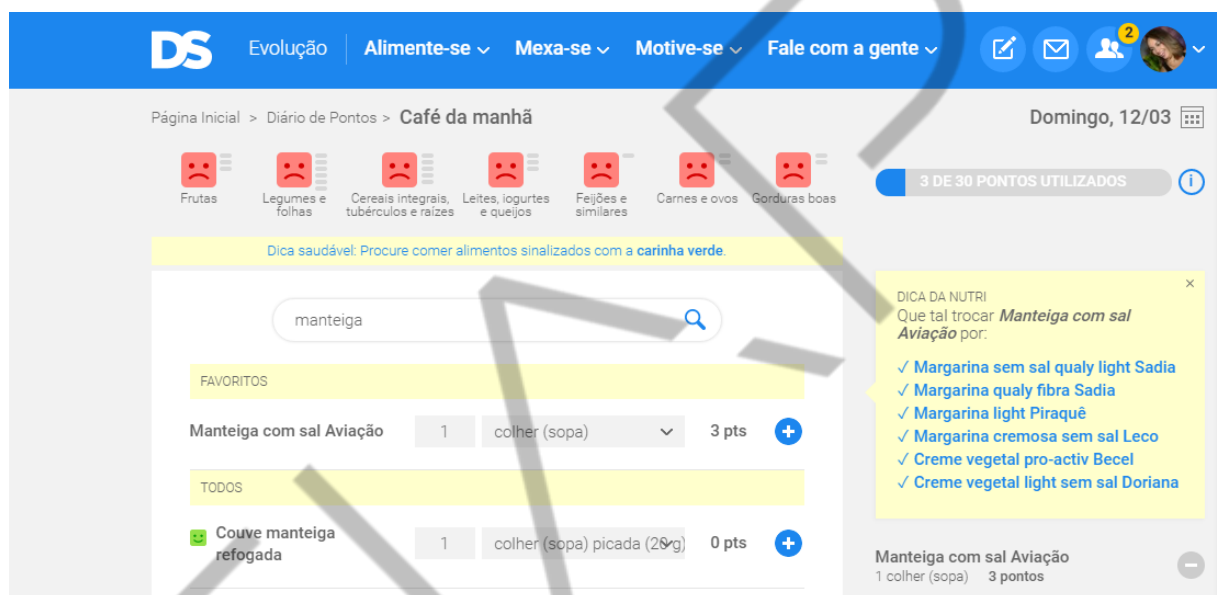 DS Evolução Alimente-se Mexa-se Motive-se Fale com a gente 2
Página Inicial > Diário de Pontos > Café da manhã
Domingo, 12/03
Frutas
Legumes e
folhas
Cereais integrais,
tubérculos e raízes
Leites, iogurtes
e queijos
Feijões e
similares
Carnes e ovos
Gorduras boas
3 DE 30 PONTOS UTILIZADOS
i
Dica saudável: Procure comer alimentos sinalizados com a carinha verde.
manteiga
FAVORITOS
Manteiga com sal Aviação 1 colher (sopa) 3 pts +
TODOS
Couve manteiga
refogada
1 colher (sopa) picada (20 g) 0 pts +
×
DICA DA NUTRI
Que tal trocar Manteiga com sal
Aviação por:
✓ Margarina sem sal qualy light Sadia
✓ Margarina qualy fibra Sadia
✓ Margarina light Piraquê
✓ Margarina cremosa sem sal Leco
✓ Creme vegetal pro-activ Becel
✓ Creme vegetal light sem sal Doriana
Manteiga com sal Aviação
1 colher (sopa) 3 pontos